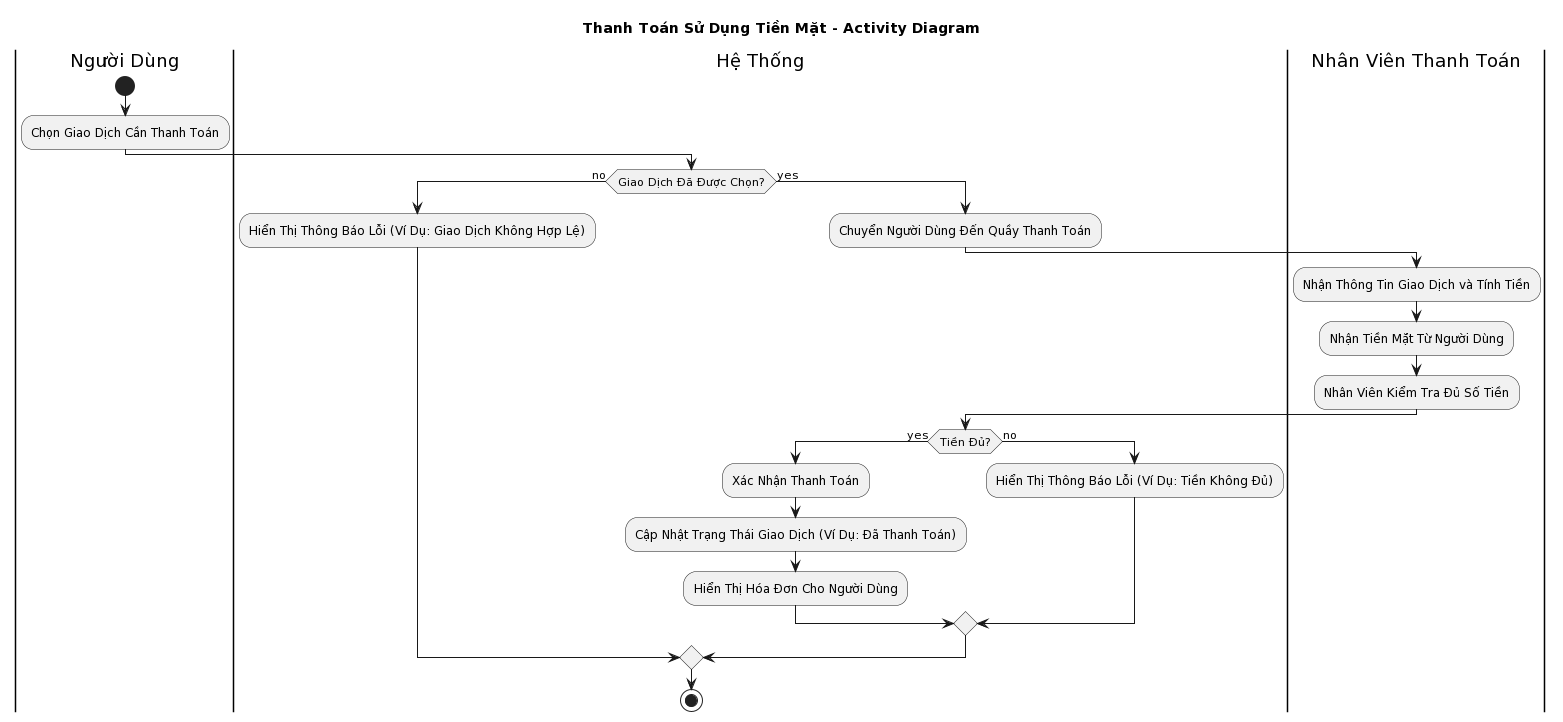 Thanh Toán Sử Dụng Tiền Mặt - Activity Diagram
Người Dùng
Hệ Thống
Nhân Viên Thanh Toán
Chọn Giao Dịch Cần Thanh Toán
no
Giao Dịch Đã Được Chọn?
yes
Hiển Thị Thông Báo Lỗi (Ví Dụ: Giao Dịch Không Hợp Lệ)
Chuyển Người Dùng Đến Quầy Thanh Toán
Nhận Thông Tin Giao Dịch và Tính Tiền
Nhận Tiền Mặt Từ Người Dùng
Nhân Viên Kiểm Tra Đủ Số Tiền
yes
Tiền Đủ?
no
Xác Nhận Thanh Toán
Hiển Thị Thông Báo Lỗi (Ví Dụ: Tiền Không Đủ)
Cập Nhật Trạng Thái Giao Dịch (Ví Dụ: Đã Thanh Toán)
Hiển Thị Hóa Đơn Cho Người Dùng